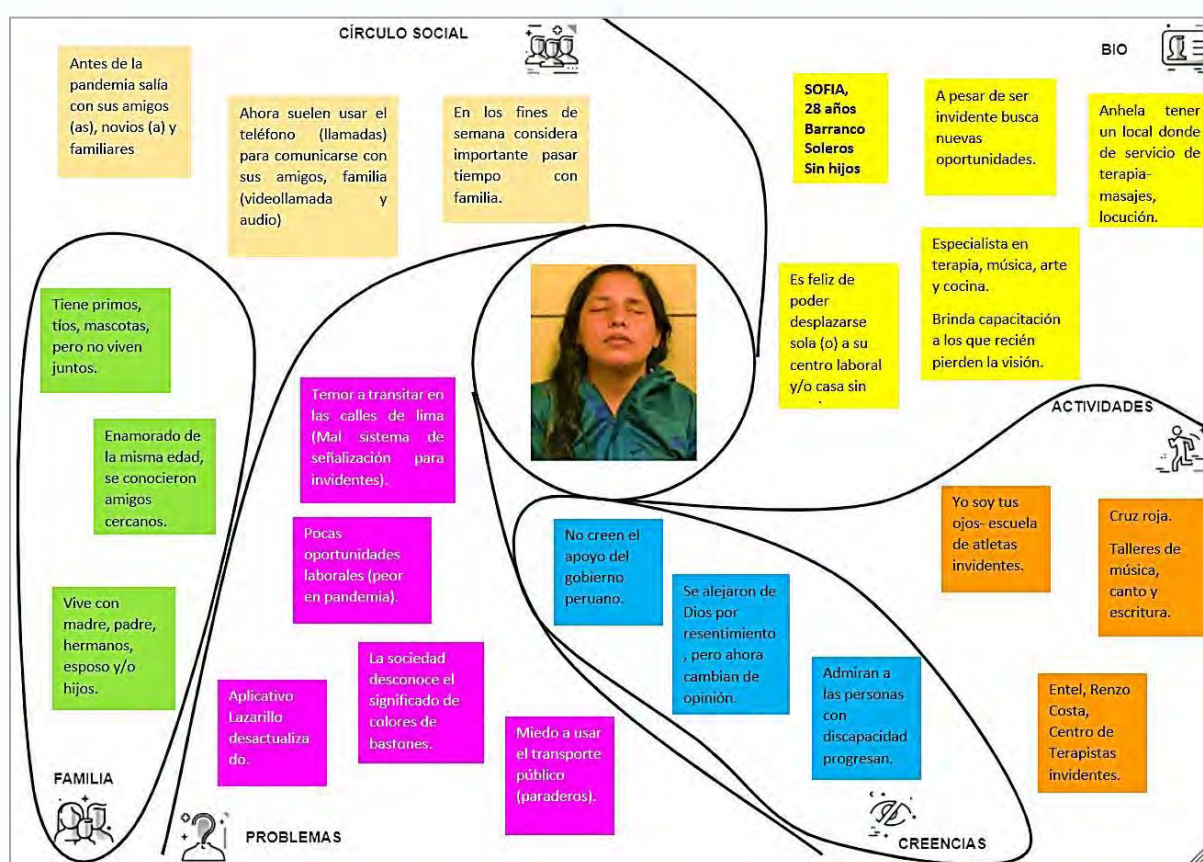 CÍRCULO SOCIAL
Antes de la
pandemia salía
con sus amigos
(as), novios (a) y
familiares
Ahora suelen usar el
teléfono (llamadas)
para comunicarse con
sus amigos, familia
(videollamada y
audio)
En los fines de
semana considera
importante pasar
tiempo con
familia.
BIO
SOFIA,
28 años
Barranco
Soleros
Sin hijos
A pesar de ser
invidente busca
nuevas
oportunidades.
Anhela tener
un local donde
de servicio de
terapia-
masajes,
locución.
Es feliz de
poder
desplazarse
sola (o) a su
centro laboral
y/o casa sin
Especialista en
terapia, música, arte
y cocina.
Brinda capacitación
a los que recién
pierden la visión.
Tiene primos,
tíos, mascotas,
pero no viven
juntos.
Enamorado de
la misma edad,
se conocieron
amigos
cercanos.
Vive con
madre, padre,
hermanos,
esposo y/o
hijos.
FAMILIA
Temor a transitar en
las calles de lima
(Mal sistema de
señalización para
invidentes).
Pocas
oportunidades
laborales (peor
en pandemia).
La sociedad
desconoce el
significado de
colores de
bastones.
Aplicativo
Lazarillo
desactualiza
do.
Miedo a usar
el transporte
público
(paraderos).
PROBLEMAS
No creen el
apoyo del
gobierno
peruano.
Se alejaron de
Dios por
resentimiento
, pero ahora
cambian de
opinión.
Admiran a
las personas
con
discapacidad
progresan.
CREENCIAS
ACTIVIDADES
Yo soy tus
ojos- escuela
de atletas
invidentes.
Cruz roja.
Talleres de
música,
canto y
escritura.
Entel, Renzo
Costa,
Centro de
Terapistas
invidentes.